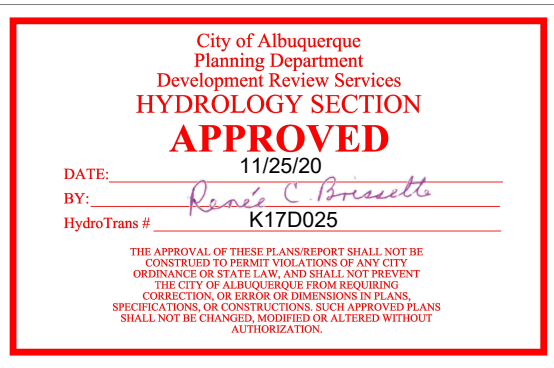 City of Albuquerque
Planning Department
Development Review Services
HYDROLOGY SECTION
APPROVED
DATE: 11/25/20
BY: Renée C. Brissette
HydroTrans # K17D025
THE APPROVAL OF THESE PLANS/REPORT SHALL NOT BE
CONSTRUED TO PERMIT VIOLATIONS OF ANY CITY
ORDINANCE OR STATE LAW, AND SHALL NOT PREVENT
THE CITY OF ALBUQUERQUE FROM REQUIRING
CORRECTION, OR ERROR OR DIMENSIONS IN PLANS,
SPECIFICATIONS, OR CONSTRUCTIONS. SUCH APPROVED PLANS
SHALL NOT BE CHANGED, MODIFIED OR ALTERED WITHOUT
AUTHORIZATION.